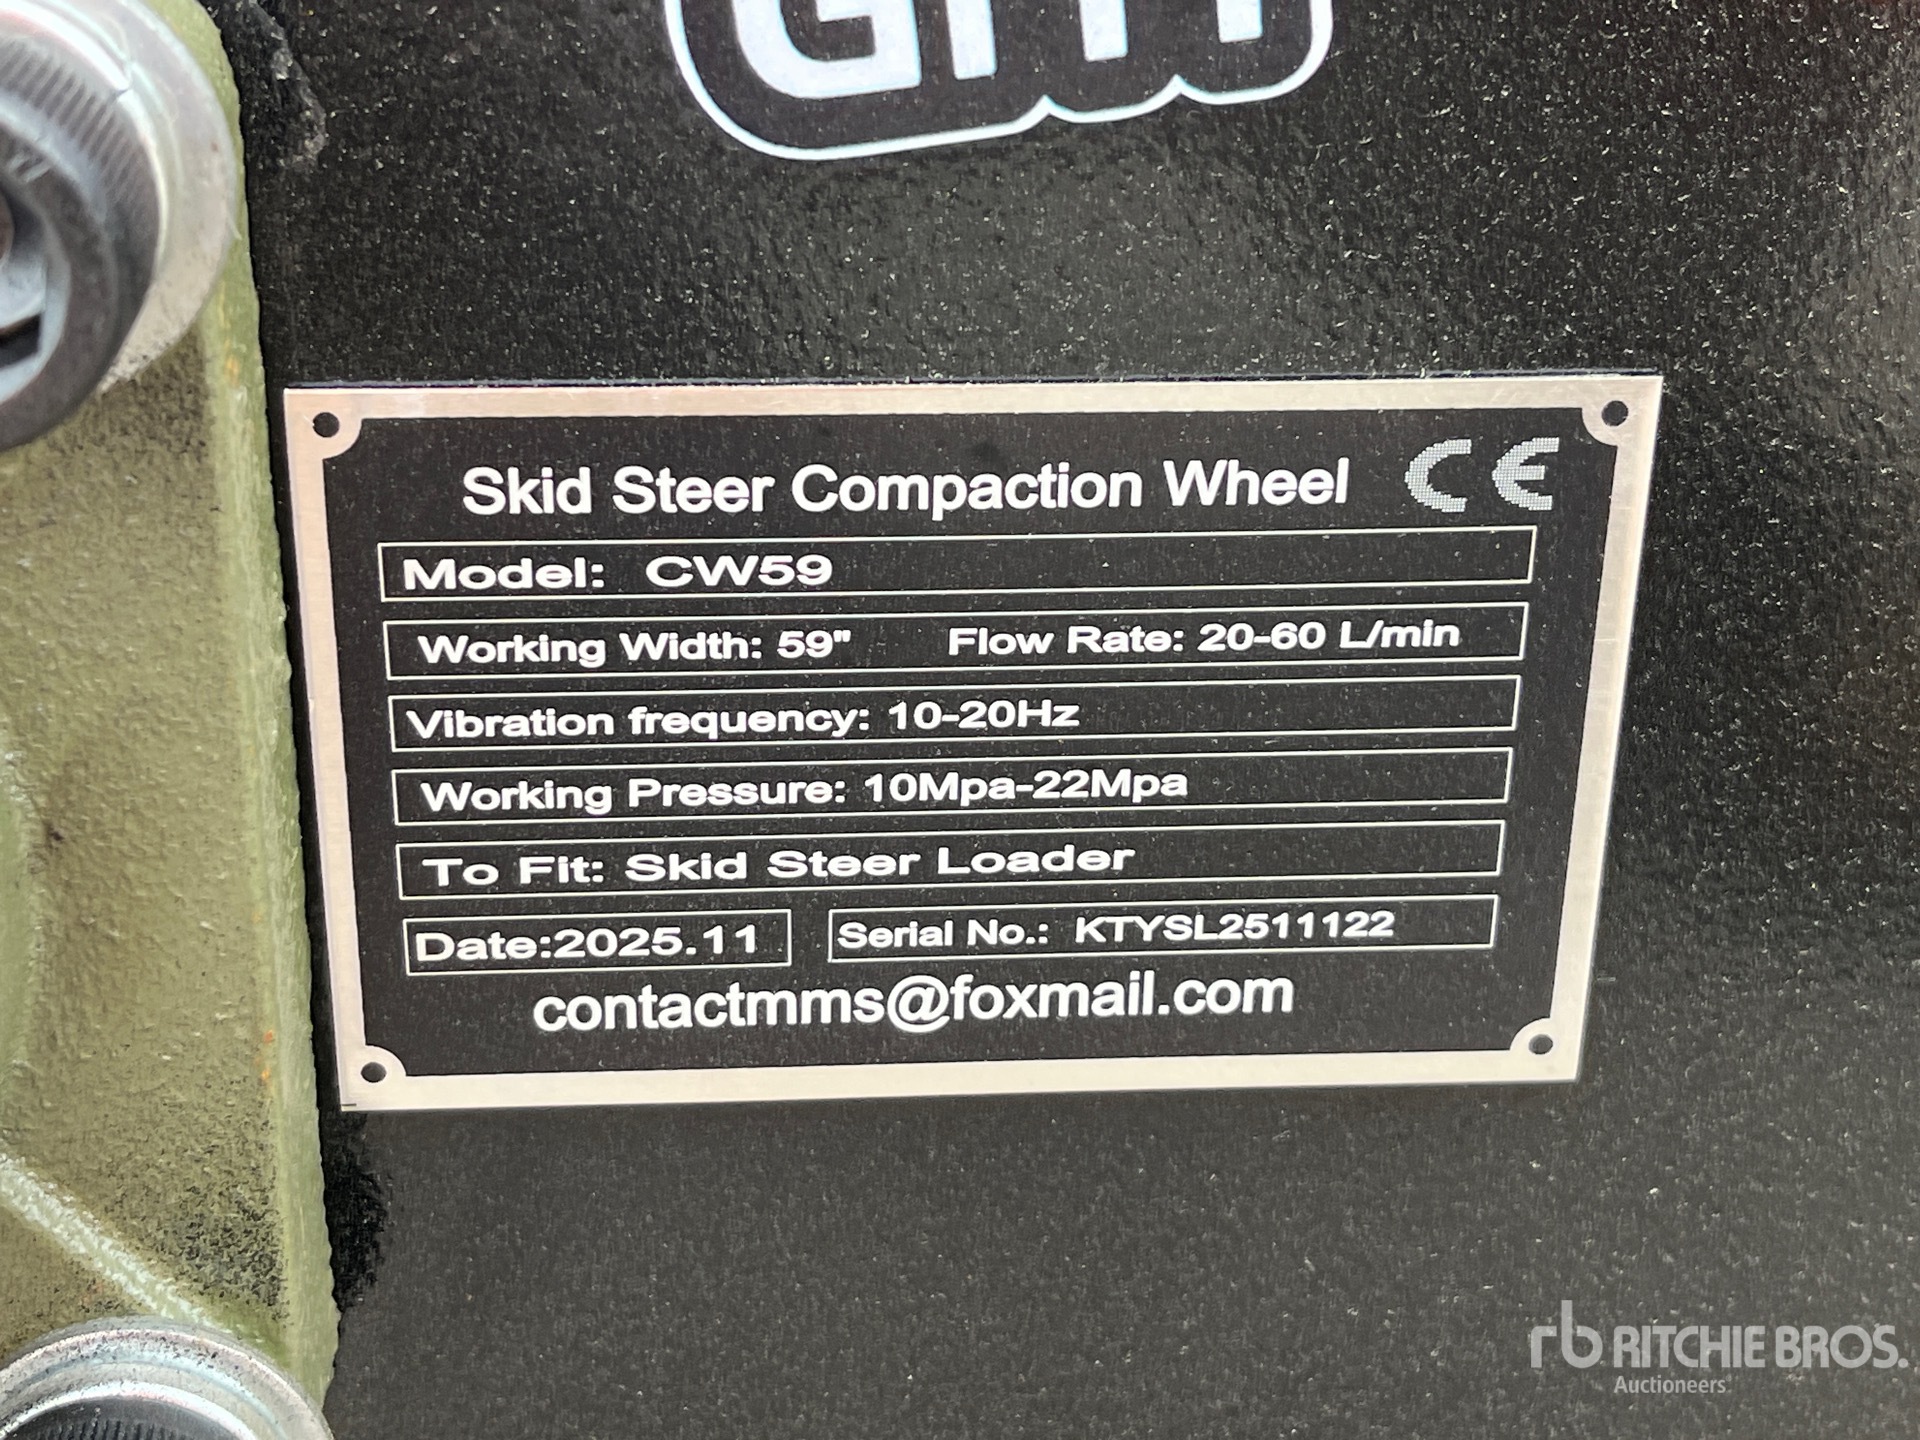 Skid Steer Compaction Wheel CE
Model: CW59
Working Width: 59" Flow Rate: 20-60 L/min
Vibration frequency: 10-20Hz
Working Pressure: 10Mpa-22Mpa
To Fit: Skid Steer Loader
Date:2025.11 Serial No.: KTYSL2511122
contactmms@foxmail.com
rb RITCHIE BROS.
Auctioneers